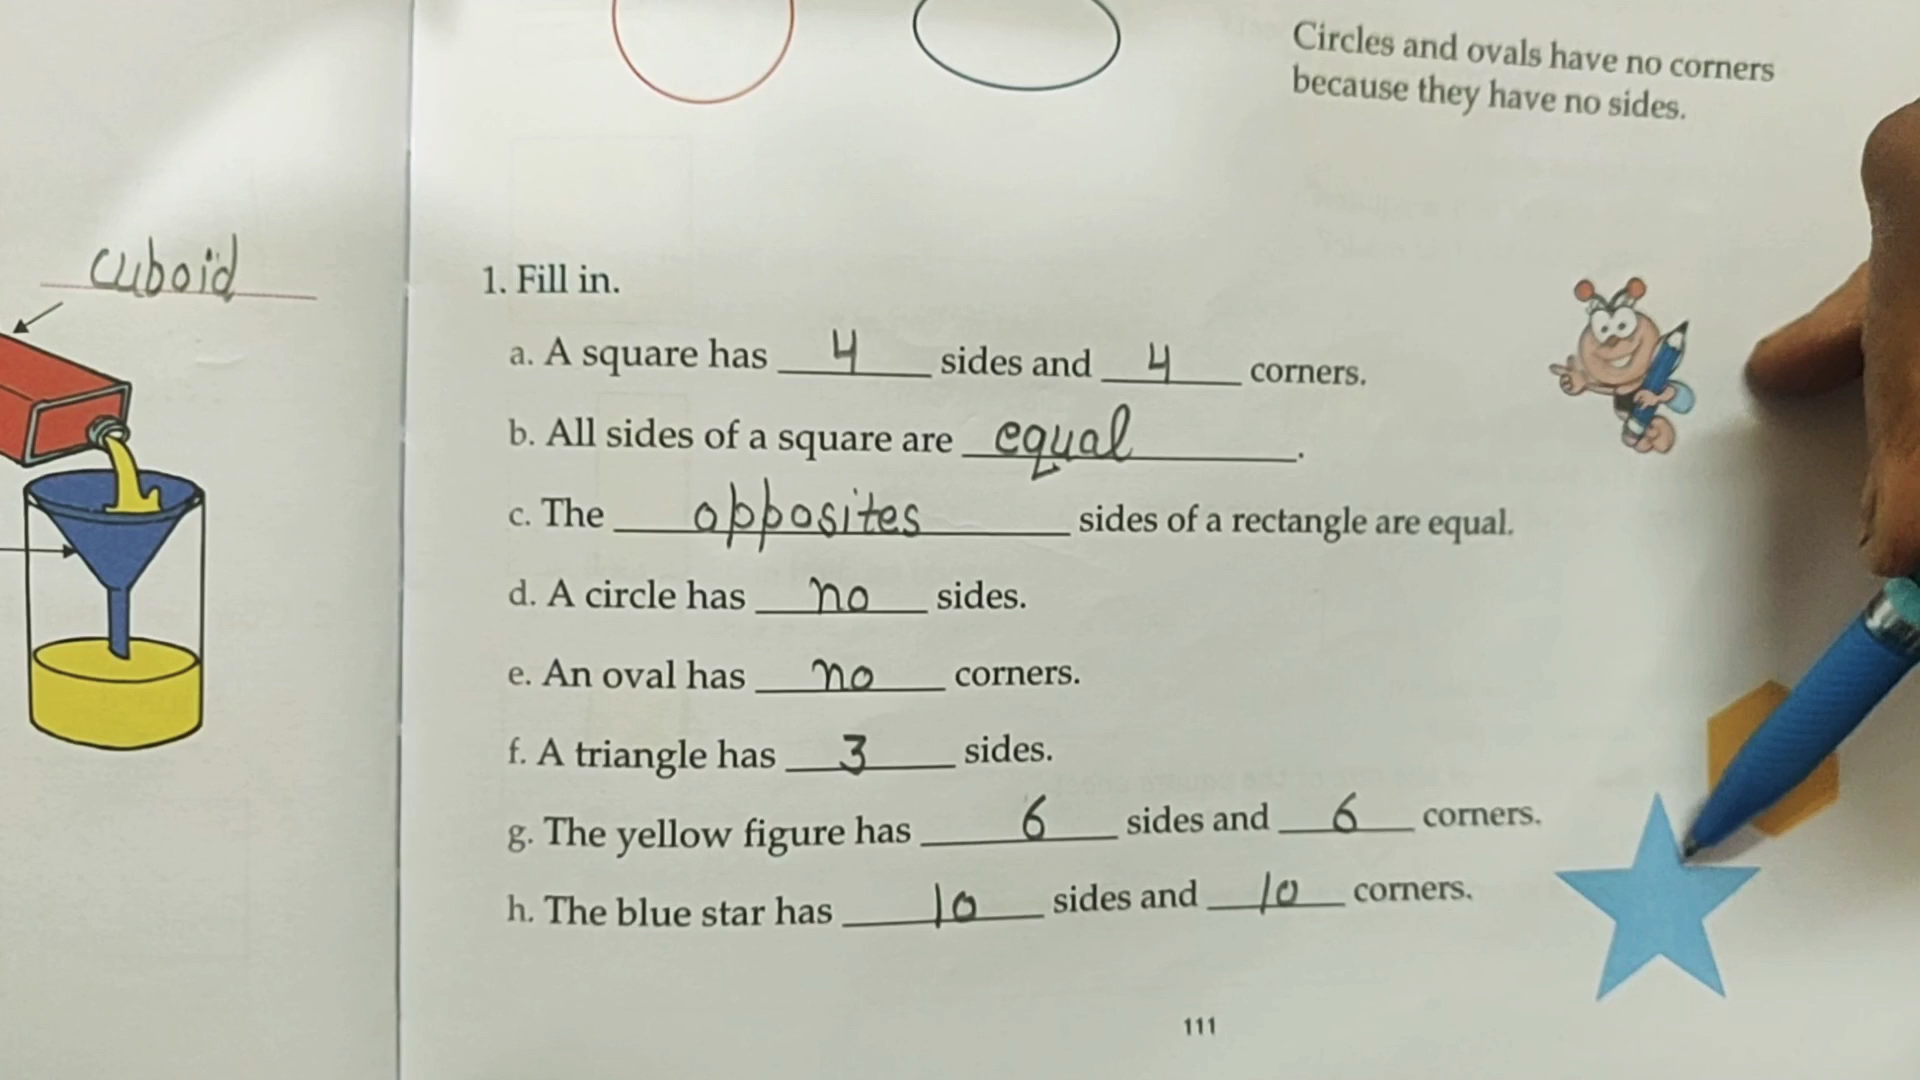 Circles and ovals have no corners
because they have no sides.
cuboid
1. Fill in.
a. A square has 4 sides and 4 corners.
b. All sides of a square are equal.
c. The opposites sides of a rectangle are equal.
d. A circle has no sides.
e. An oval has no corners.
f. A triangle has 3 sides.
g. The yellow figure has 6 sides and 6 corners.
h. The blue star has 10 sides and 10 corners.
111